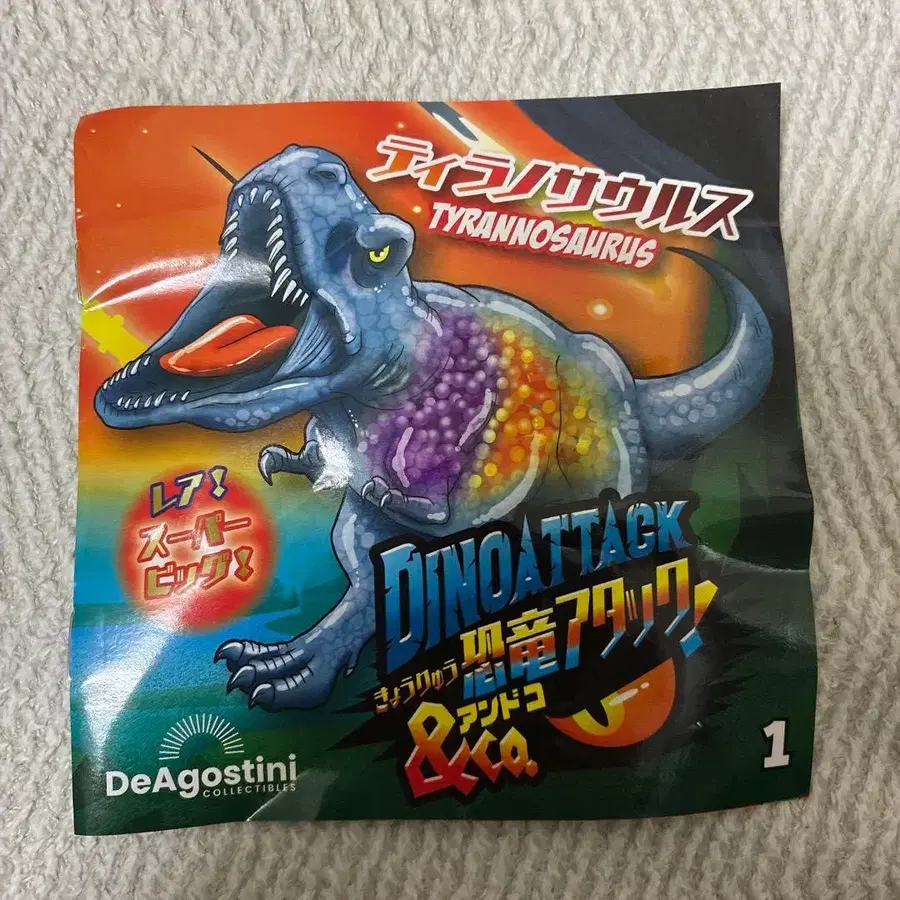 ティラノサウルス
TYRANNOSAURUS
レア!
スーパー
ビッグ!
DINOATTACK
きょうりゅう
恐竜アタック!
アンドコ
&CO.
DeAgostini
COLLECTIBLES
1